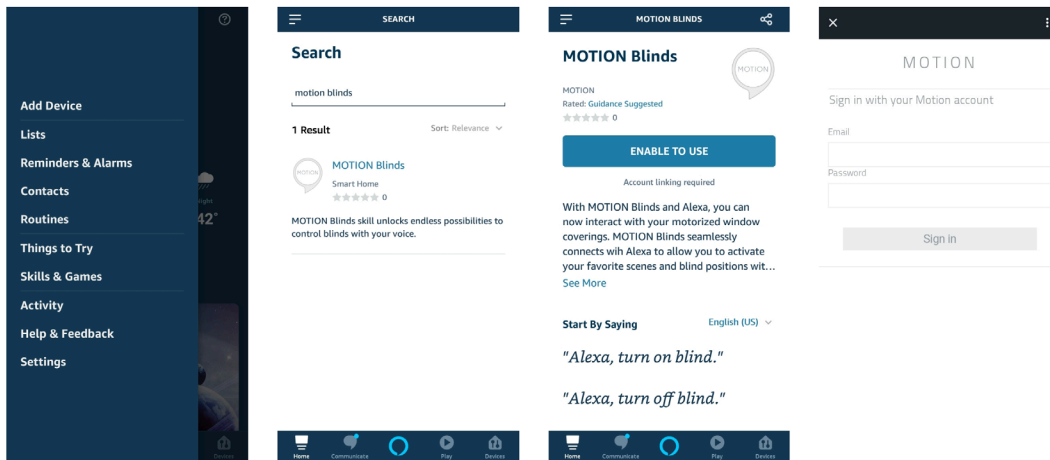 Add Device
Lists
Reminders & Alarms
Contacts
Routines
Things to Try
Skills & Games
Activity
Help & Feedback
Settings
42°
Devices
SEARCH
Search
motion blinds
1 Result
Sort: Relevance
MOTION
MOTION Blinds
Smart Home
0
MOTION Blinds skill unlocks endless possibilities to
control blinds with your voice.
Home
Communicate
Play
Devices
MOTION BLINDS
MOTION Blinds
MOTION
MOTION
Rated: Guidance Suggested
0
ENABLE TO USE
Account linking required
With MOTION Blinds and Alexa, you can
now interact with your motorized window
coverings. MOTION Blinds seamlessly
connects wih Alexa to allow you to activate
your favorite scenes and blind positions wit...
See More
Start By Saying
English (US)
"Alexa, turn on blind."
"Alexa, turn off blind."
Home
Communicate
Play
Devices
MOTION
Sign in with your Motion account
Email
Password
Sign in